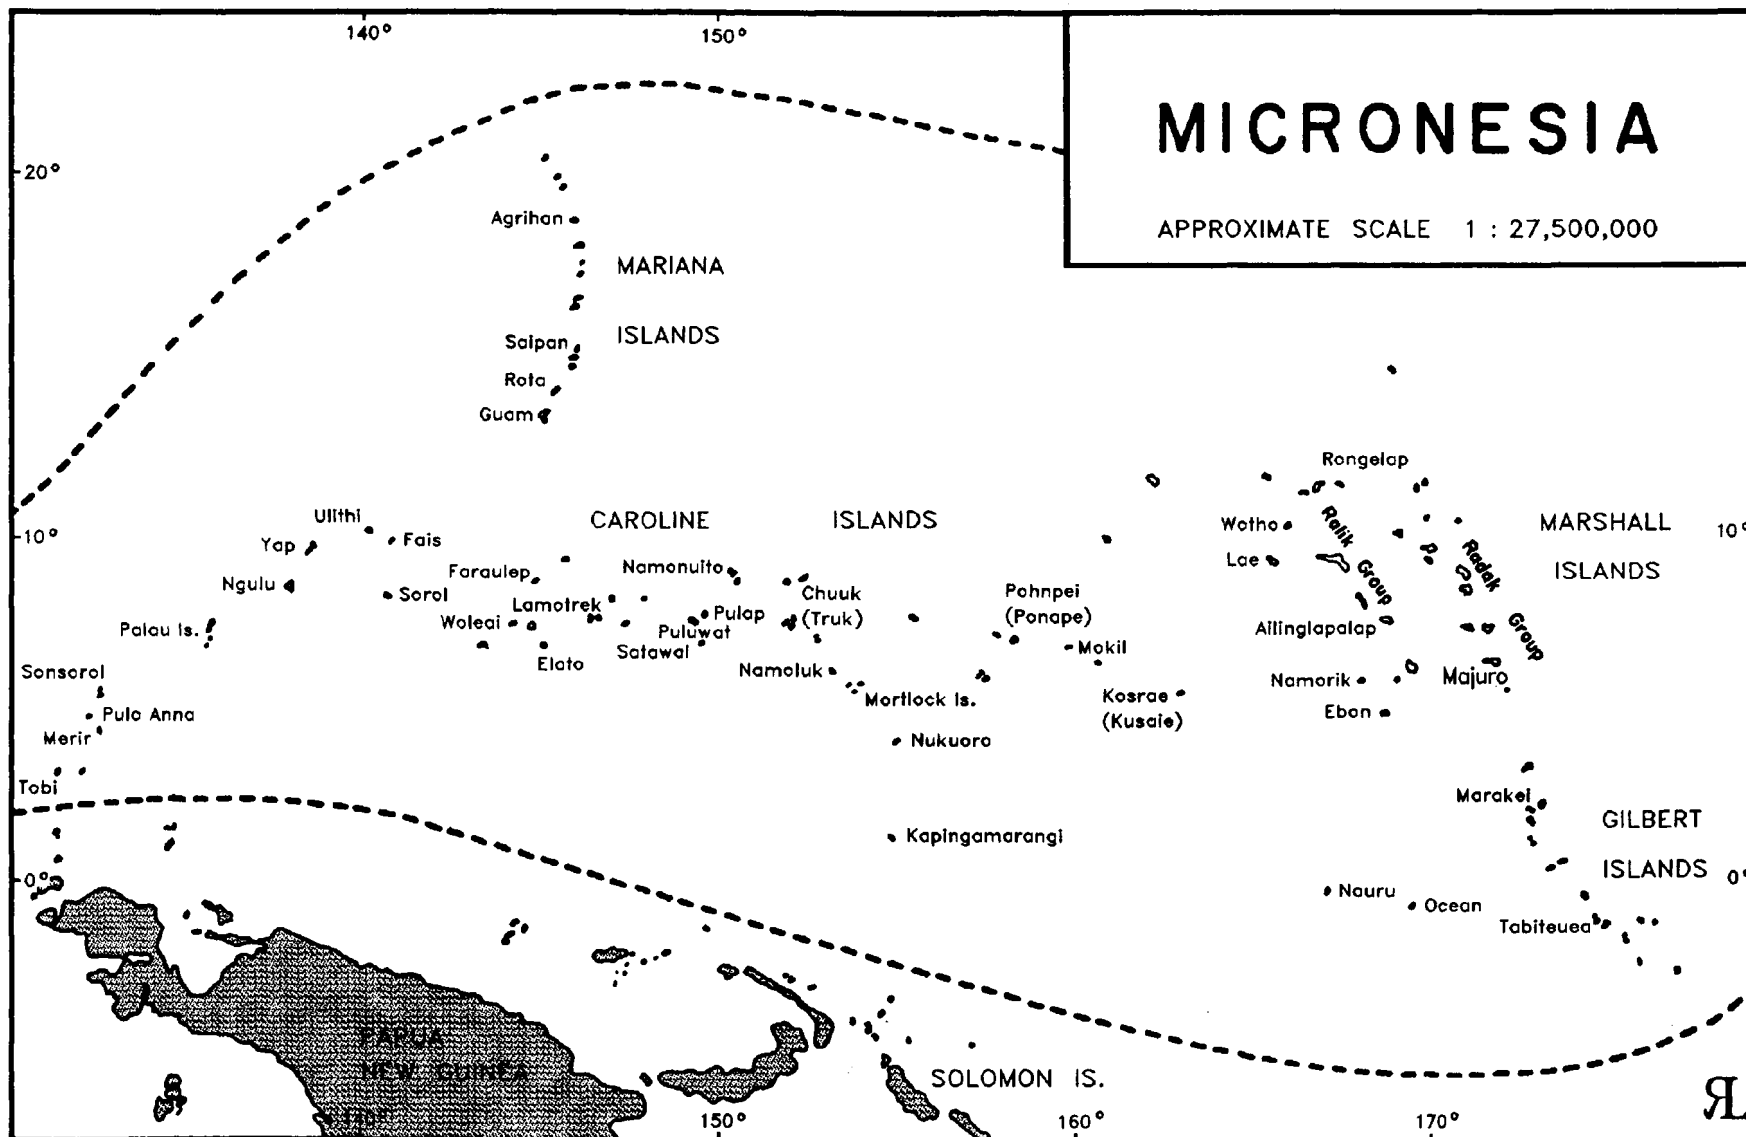 140°
150°
MICRONESIA
APPROXIMATE SCALE 1 : 27,500,000
20°
Agrihan
MARIANA
ISLANDS
Saipan
Rota
Guam
Rongelap
Ulithi
CAROLINE ISLANDS
Wotho
Ralik Group
Radak Group
MARSHALL
ISLANDS
10°
10°
Yap
Fais
Lae
Namonuito
Faraulep
Ngulu
Sorol
Lamotrek
Chuuk
(Truk)
Pohnpei
(Ponape)
Pulap
Woleai
Puluwat
Palau Is.
Ailinglapalap
Satawal
Mokil
Elato
Namoluk
Sonsorol
Namorik
Majuro
Mortlock Is.
Kosrae
(Kusaie)
Pulo Anna
Ebon
Merir
Nukuoro
Tobi
Marakei
GILBERT
ISLANDS
Kapingamarangi
0°
0°
Nauru
Ocean
Tabiteuea
PAPUA
NEW GUINEA
SOLOMON IS.
140°
150°
160°
170°